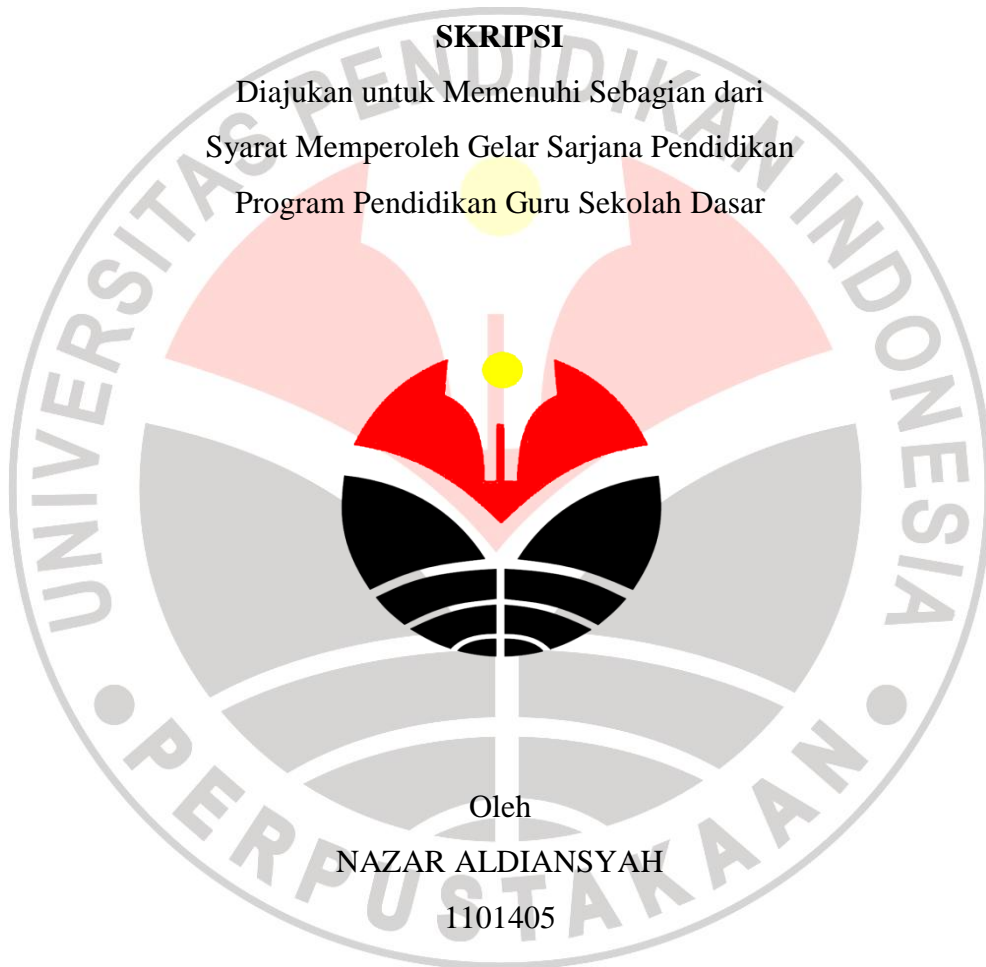 SKRIPSI
Diajukan untuk Memenuhi Sebagian dari
Syarat Memperoleh Gelar Sarjana Pendidikan
Program Pendidikan Guru Sekolah Dasar
UNIVERSITAS PENDIDIKAN INDONESIA
Oleh
NAZAR ALDIANSYAH
1101405
PERPUSTAKAAN